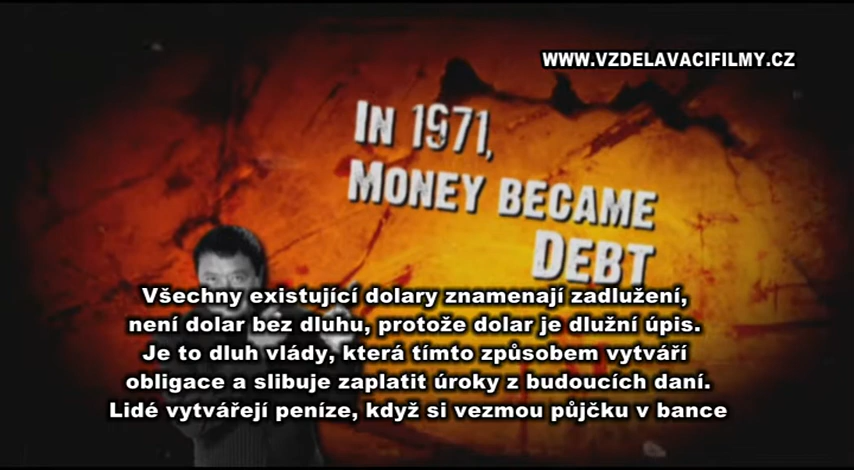 WWW.VZDELAVACIFILMY.CZ
IN 1971,
MONEY BECAME
DEBT
Všechny existující dolary znamenají zadlužení,
není dolar bez dluhu, protože dolar je dlužní úpis.
Je to dluh vlády, která tímto způsobem vytváří
obligace a slibuje zaplatit úroky z budoucích daní.
Lidé vytvářejí peníze, když si vezmou půjčku v bance